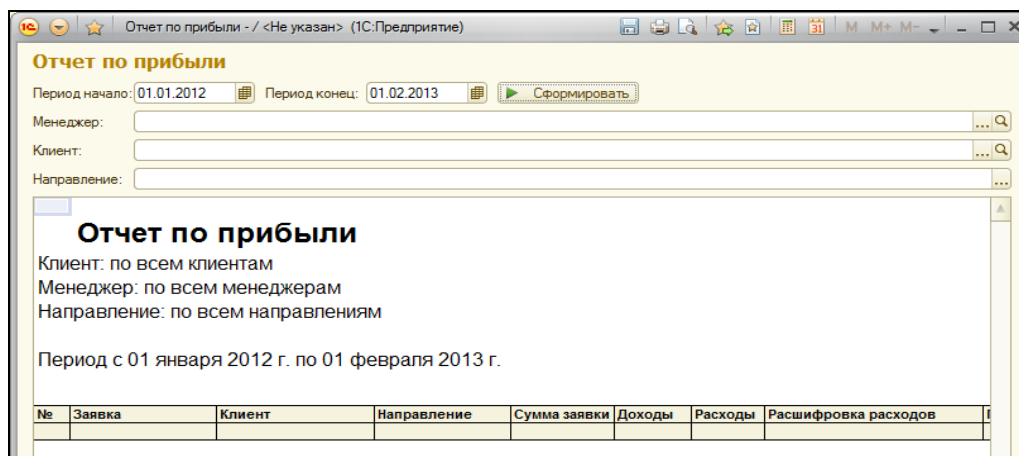 1С Отчет по прибыли - / <Не указан> (1С:Предприятие) 31 M M+ M-
Отчет по прибыли
Период начало: 01.01.2012 Период конец: 01.02.2013 Сформировать
Менеджер: ...
Клиент: ...
Направление: ...
Отчет по прибыли
Клиент: по всем клиентам
Менеджер: по всем менеджерам
Направление: по всем направлениям
Период с 01 января 2012 г. по 01 февраля 2013 г.
№ Заявка Клиент Направление Сумма заявки Доходы Расходы Расшифровка расходов